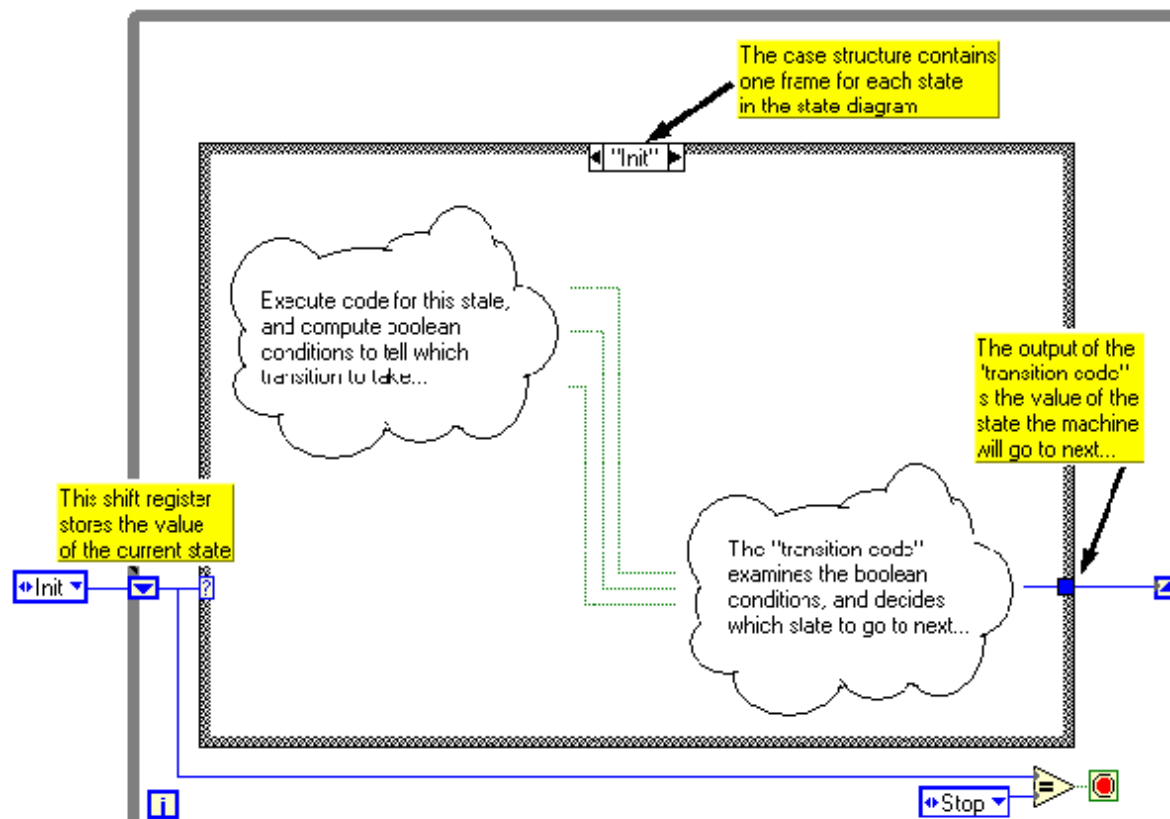 The case structure contains
one frame for each state
in the state diagram
"Init"
Execute code for this state,
and compute boolean
conditions to tell which
transition to take...
The output of the
"transition code"
is the value of the
state the machine
will go to next...
This shift register
stores the value
of the current state
Init
?
The "transition code"
examines the boolean
conditions, and decides
which state to go to next...
i
Stop
=